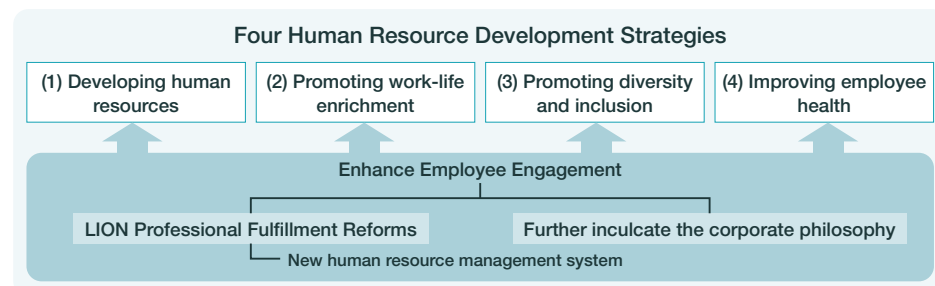 Four Human Resource Development Strategies
(1) Developing human
resources
(2) Promoting work-life
enrichment
(3) Promoting diversity
and inclusion
(4) Improving employee
health
Enhance Employee Engagement
LION Professional Fulfillment Reforms
Further inculcate the corporate philosophy
New human resource management system